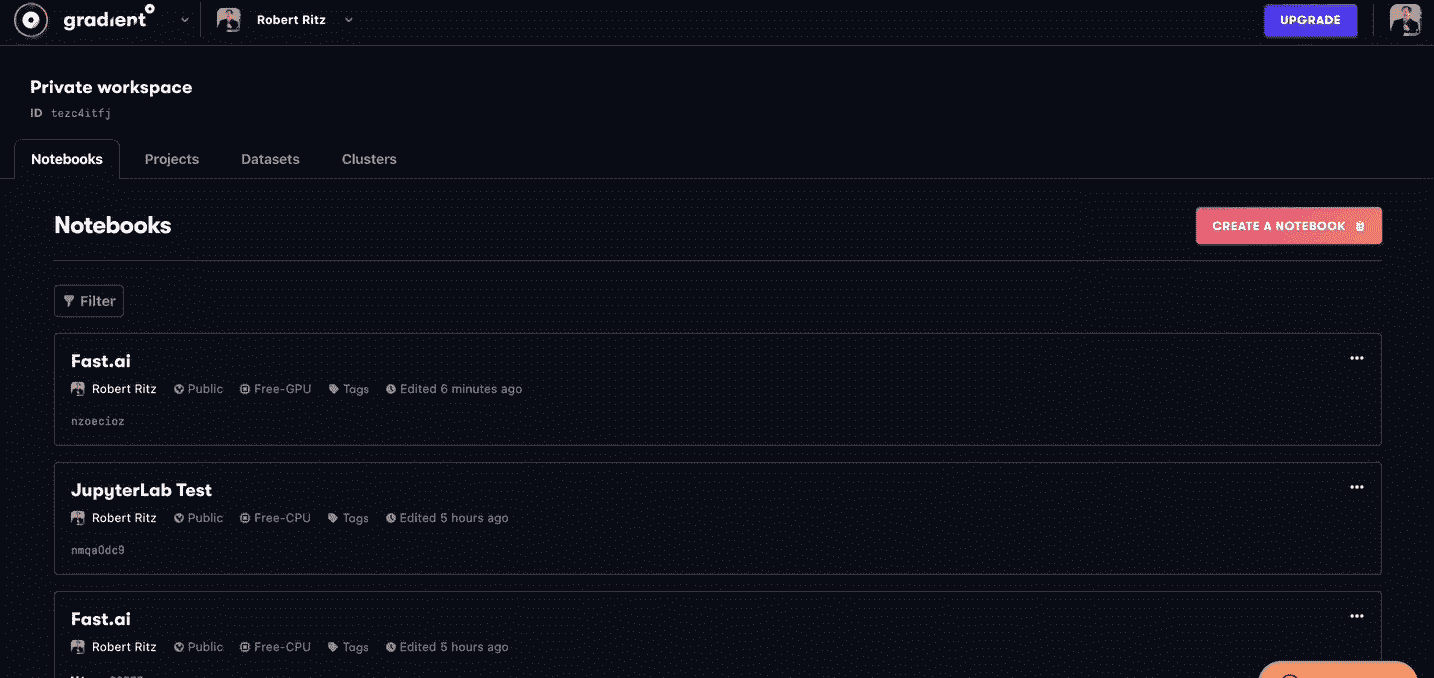 gradient Robert Ritz UPGRADE
Private workspace
ID tezc4itfj
Notebooks Projects Datasets Clusters
Notebooks CREATE A NOTEBOOK
Filter
Fast.ai
Robert Ritz Public Free-GPU Tags Edited 6 minutes ago
nzoecioz
JupyterLab Test
Robert Ritz Public Free-CPU Tags Edited 5 hours ago
nmqa0dc9
Fast.ai
Robert Ritz Public Free-CPU Tags Edited 5 hours ago